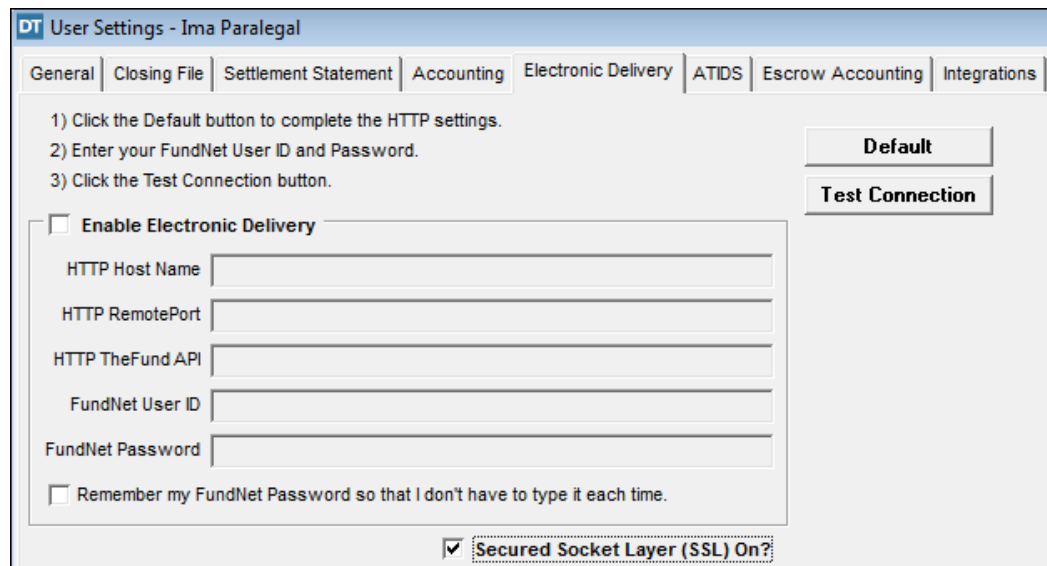 DT User Settings - Ima Paralegal
General Closing File Settlement Statement Accounting Electronic Delivery ATIDS Escrow Accounting Integrations
1) Click the Default button to complete the HTTP settings.
2) Enter your FundNet User ID and Password.
3) Click the Test Connection button.
Default
Test Connection
Enable Electronic Delivery
HTTP Host Name
HTTP RemotePort
HTTP TheFund API
FundNet User ID
FundNet Password
Remember my FundNet Password so that I don't have to type it each time.
Secured Socket Layer (SSL) On?